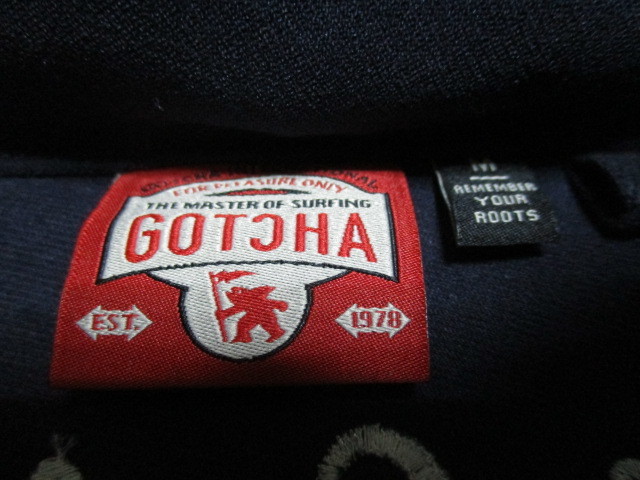 FOR PLEASURE ONLY
THE MASTER OF SURFING
GOTCHA
EST.
1978
M
REMEMBER
YOUR
ROOTS